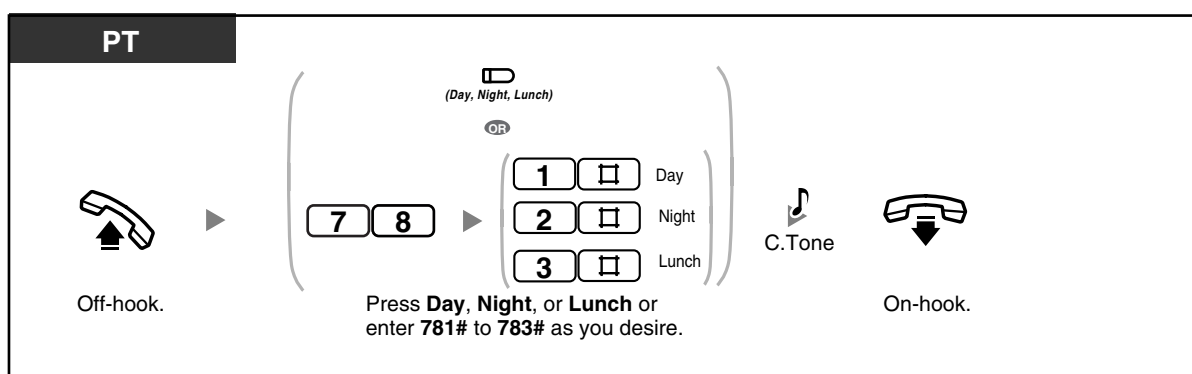 PT
(Day, Night, Lunch)
OR
7 8
1 # Day
2 # Night
3 # Lunch
C.Tone
Off-hook.
Press Day, Night, or Lunch or
enter 781# to 783# as you desire.
On-hook.